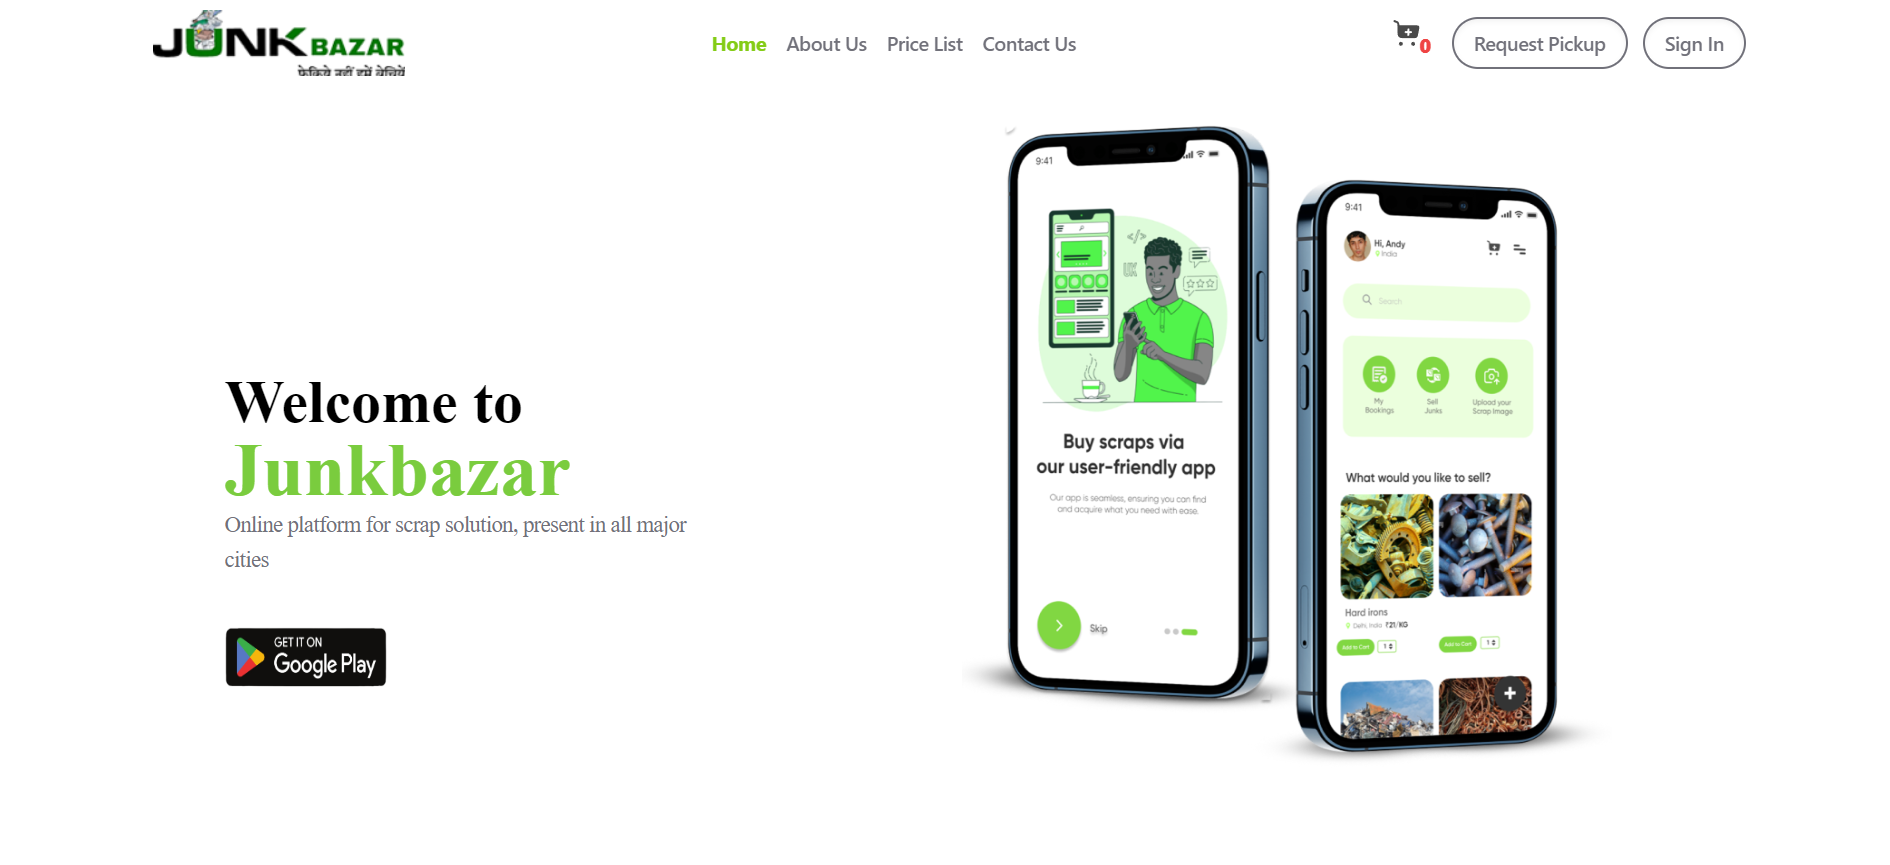 JUNK BAZAR
फेकिये नहीं हमें बेचियें
Home
About Us
Price List
Contact Us
0
Request Pickup
Sign In
Welcome to
Junkbazar
Online platform for scrap solution, present in all major
cities
GET IT ON
Google Play
9:41
</>
UX
Buy scraps via
our user-friendly app
Our app is seamless, ensuring you can find
and acquire what you need with ease.
Skip
9:41
Hi, Andy
India
Search
My
Bookings
Sell
Junks
Upload your
Scrap Image
What would you like to sell?
Hard irons
Delhi, India ₹21/KG
Add to Cart 1
Add to Cart 1